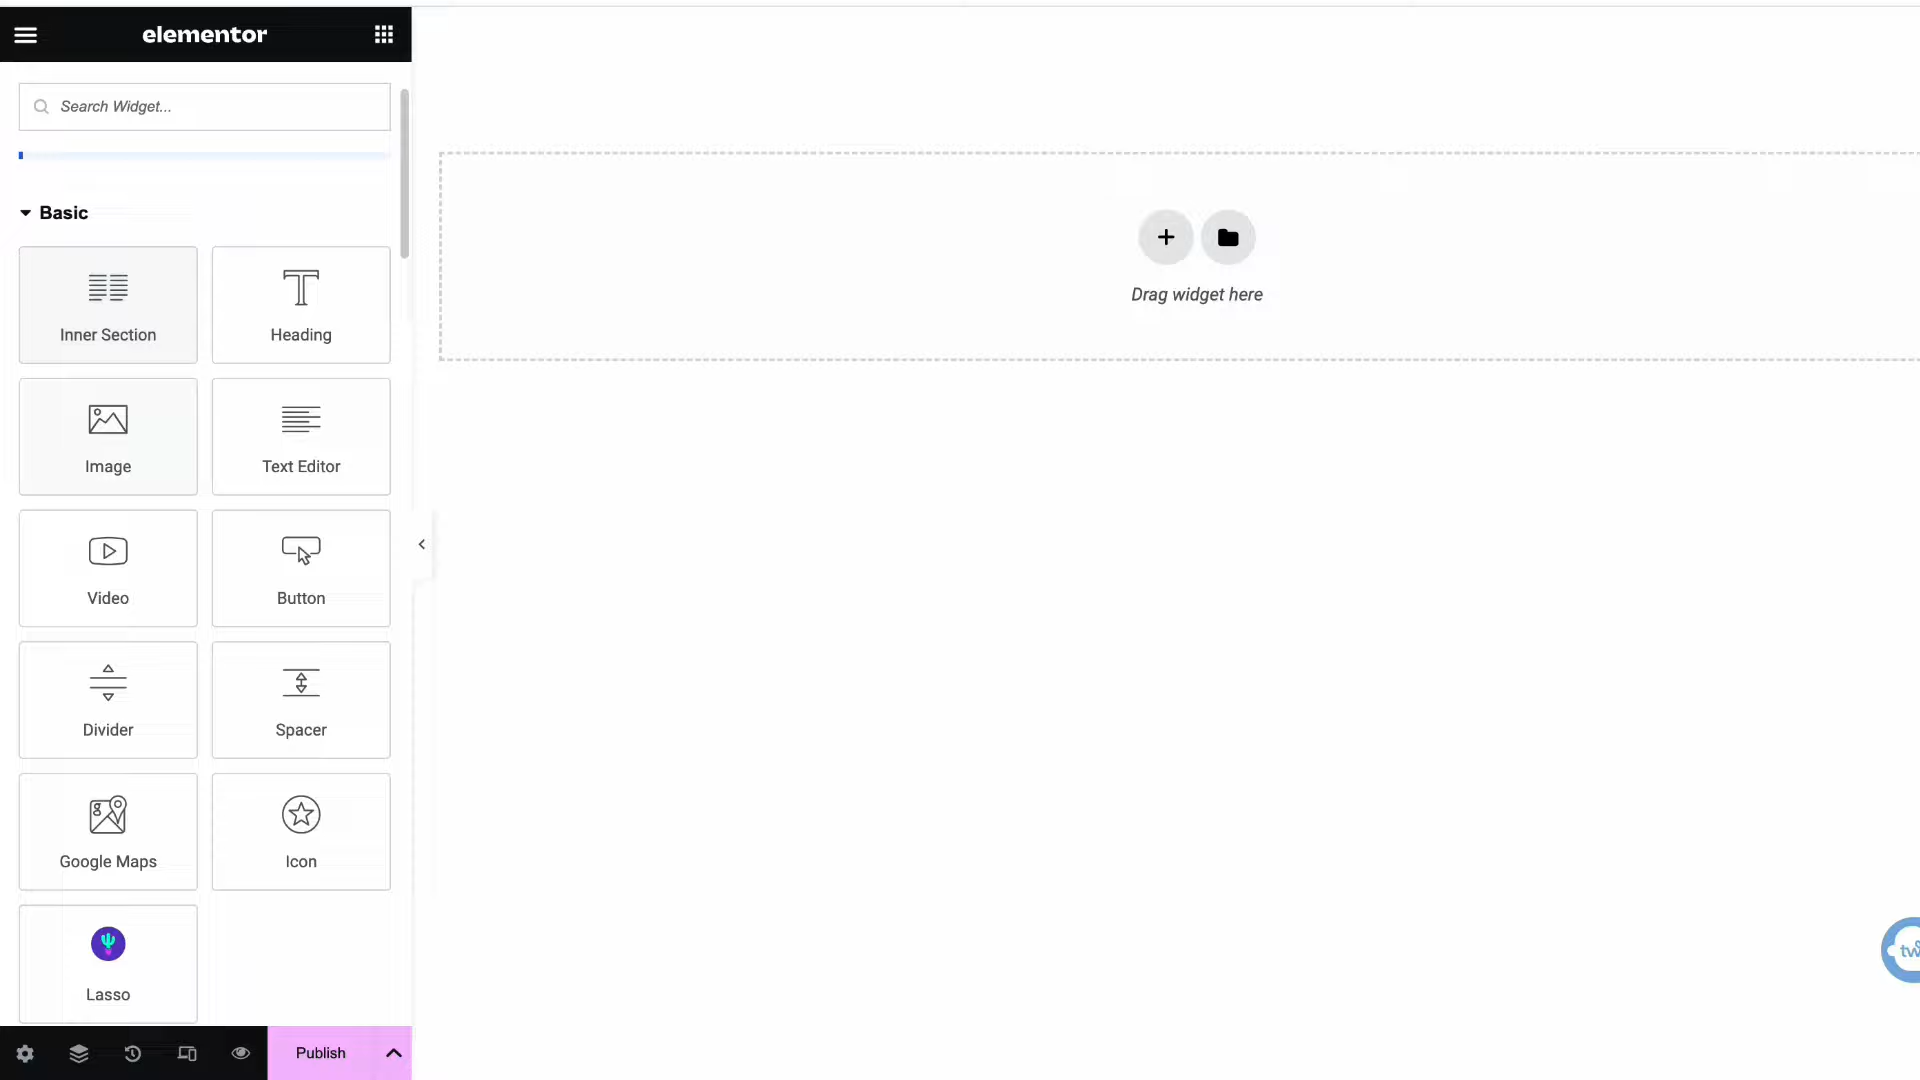 elementor
Search Widget...
Basic
Inner Section
Heading
Drag widget here
Image
Text Editor
Video
Button
Divider
Spacer
Google Maps
Icon
Lasso
Publish